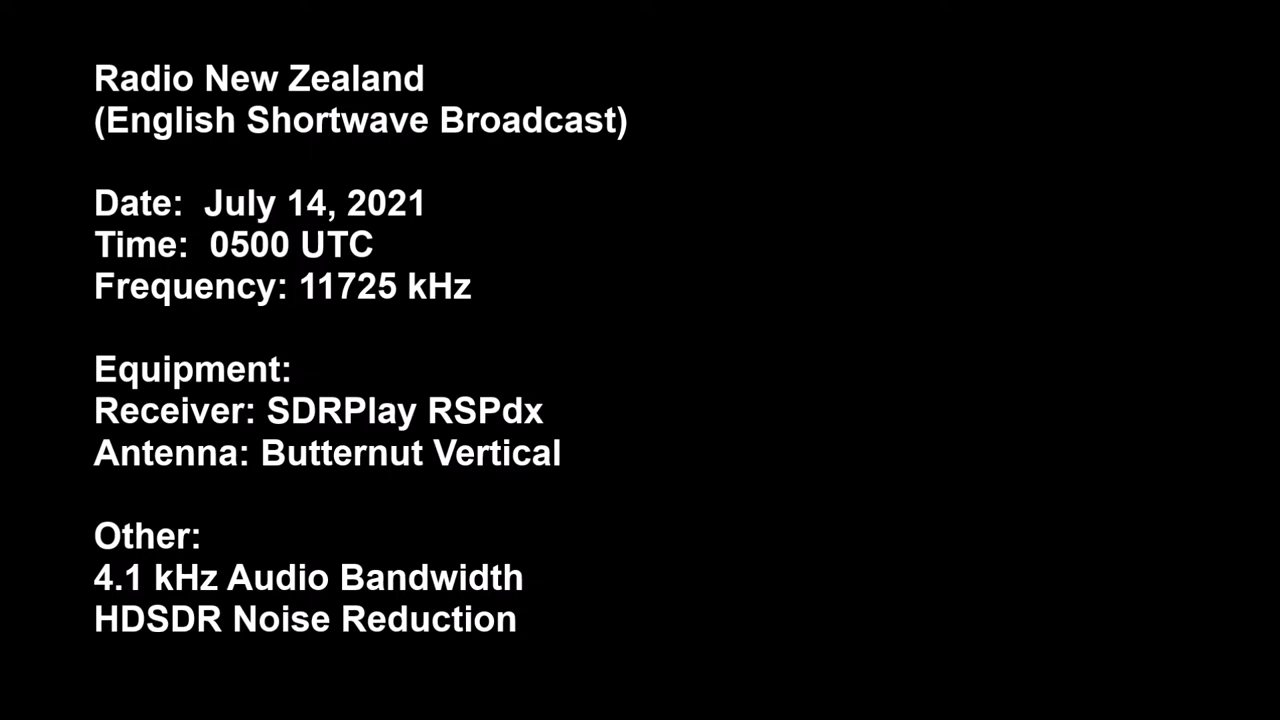 Radio New Zealand
(English Shortwave Broadcast)
Date: July 14, 2021
Time: 0500 UTC
Frequency: 11725 kHz
Equipment:
Receiver: SDRPlay RSPdx
Antenna: Butternut Vertical
Other:
4.1 kHz Audio Bandwidth
HDSDR Noise Reduction